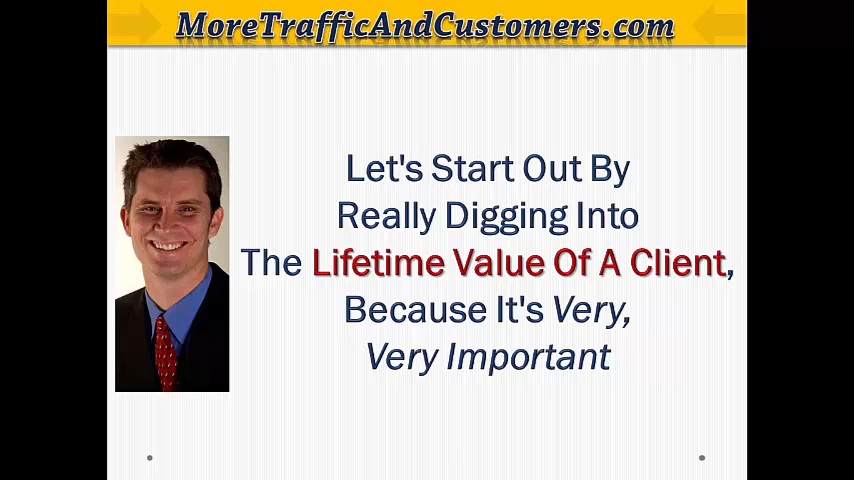 MoreTrafficAndCustomers.com
Let's Start Out By
Really Digging Into
The Lifetime Value Of A Client,
Because It's Very,
Very Important